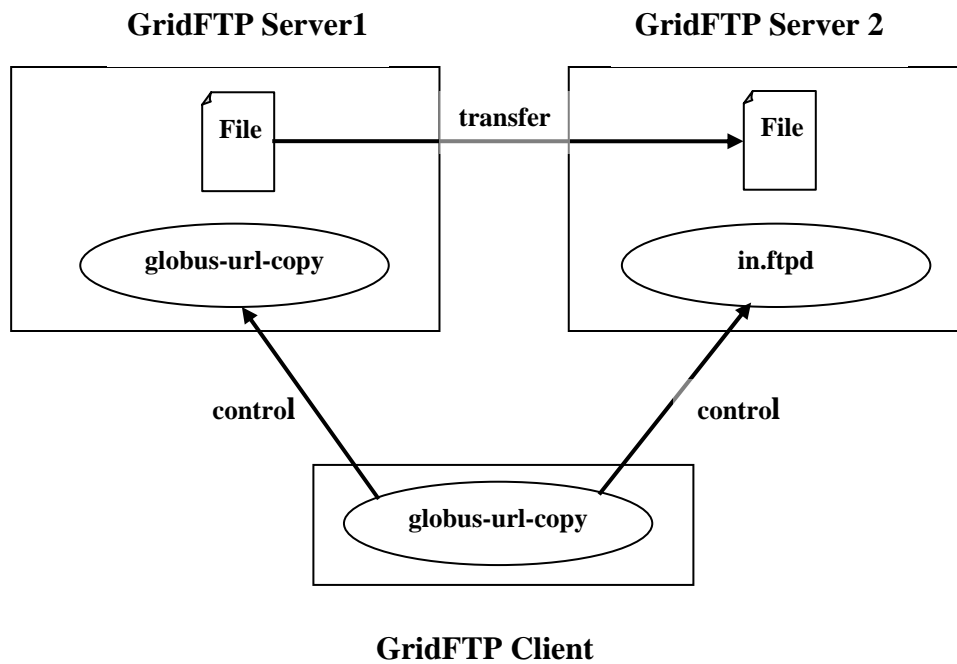 GridFTP Server1
GridFTP Server 2
File
transfer
File
globus-url-copy
in.ftpd
control
control
globus-url-copy
GridFTP Client